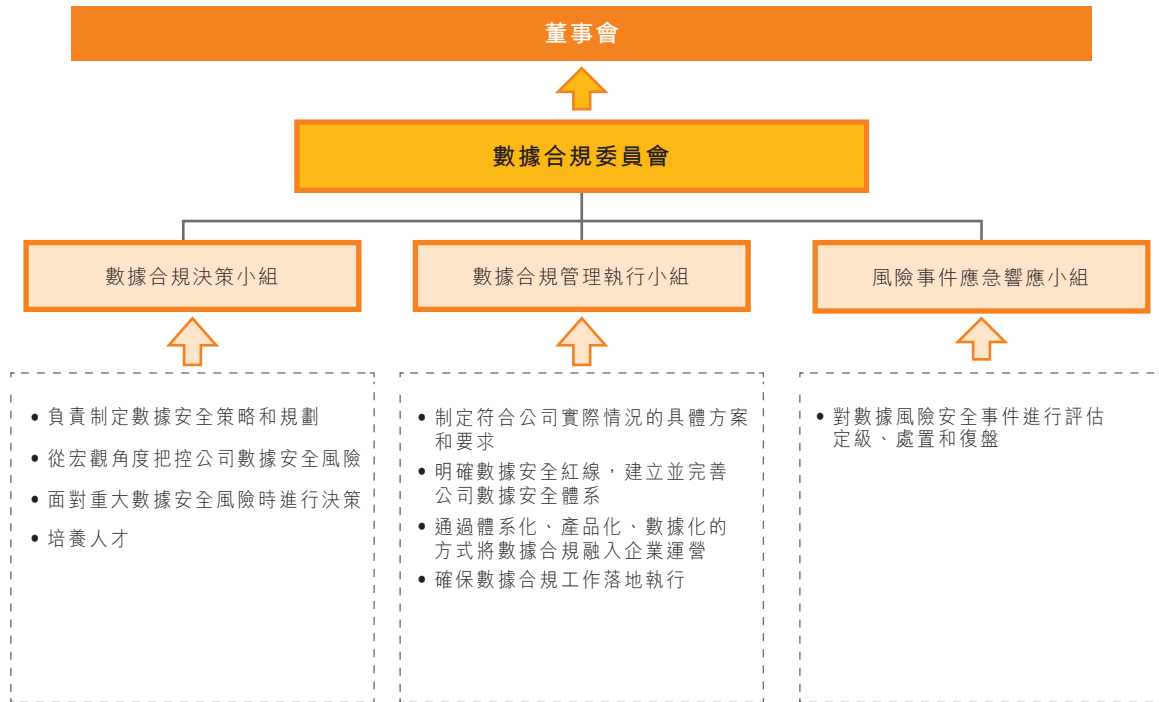 董事會
數據合規委員會
數據合規決策小組
數據合規管理執行小組
風險事件應急響應小組
• 負責制定數據安全策略和規劃
• 從宏觀角度把控公司數據安全風險
• 面對重大數據安全風險時進行決策
• 培養人才
• 制定符合公司實際情況的具體方案
和要求
• 明確數據安全紅線，建立並完善
公司數據安全體系
• 通過體系化、產品化、數據化的
方式將數據合規融入企業運營
• 確保數據合規工作落地執行
• 對數據風險安全事件進行評估
定級、處置和復盤